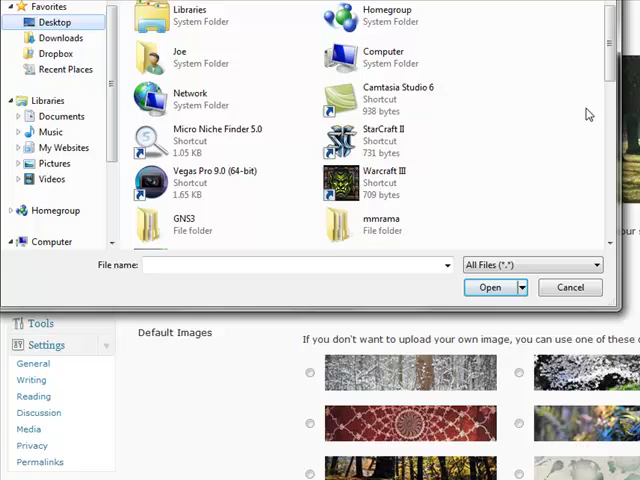 Favorites
Desktop
Downloads
Dropbox
Recent Places
Libraries
Documents
Music
My Websites
Pictures
Videos
Homegroup
Computer
Libraries
System Folder
Homegroup
System Folder
Joe
System Folder
Computer
System Folder
Network
System Folder
Camtasia Studio 6
Shortcut
938 bytes
Micro Niche Finder 5.0
Shortcut
1.05 KB
StarCraft II
Shortcut
731 bytes
Vegas Pro 9.0 (64-bit)
Shortcut
1.65 KB
Warcraft III
Shortcut
709 bytes
GNS3
File folder
mmrama
File folder
File name:
All Files (*.*)
Open
Cancel
your s
Tools
Settings
General
Writing
Reading
Discussion
Media
Privacy
Permalinks
Default Images
If you don't want to upload your own image, you can use one of these c